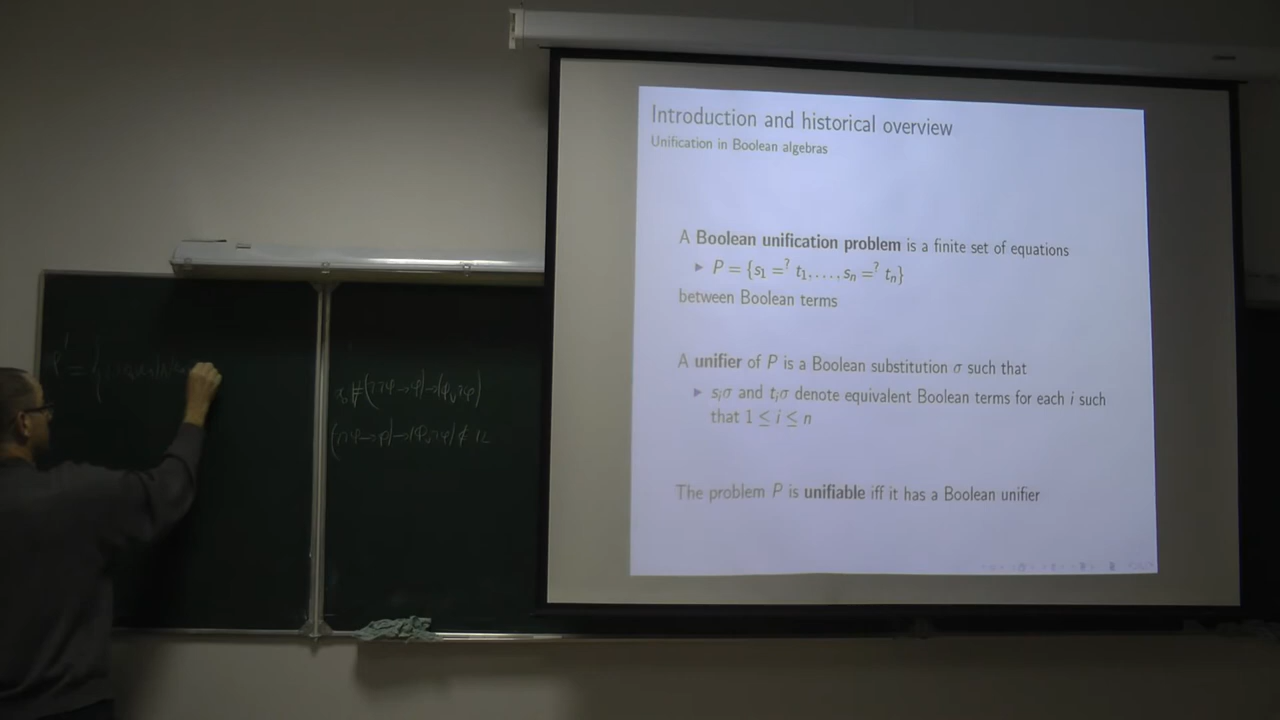 Introduction and historical overview
Unification in Boolean algebras
A Boolean unification problem is a finite set of equations
▶ P = {s₁ =? t₁, . . . , sₙ =? tₙ}
between Boolean terms
A unifier of P is a Boolean substitution σ such that
▶ sᵢσ and tᵢσ denote equivalent Boolean terms for each i such
that 1 ≤ i ≤ n
The problem P is unifiable iff it has a Boolean unifier